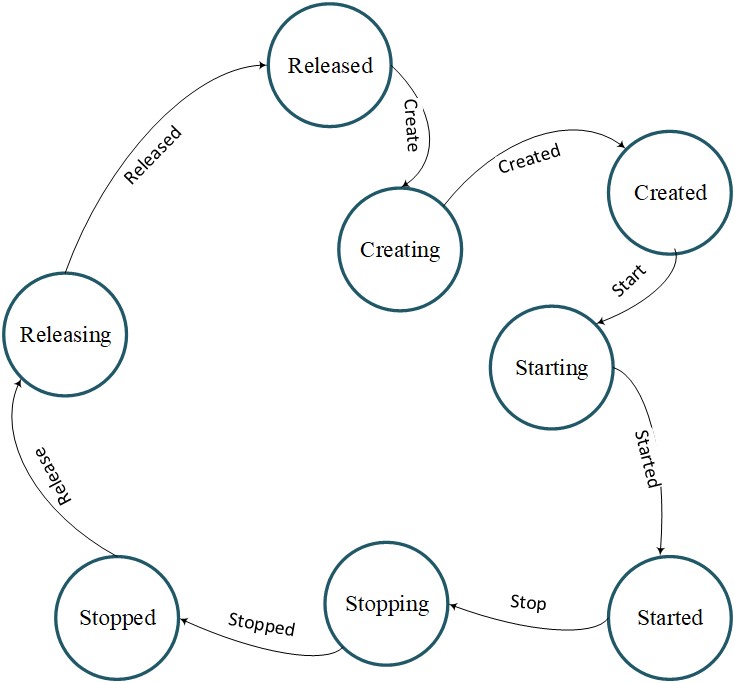 Released
Create
Released
Created
Created
Creating
Start
Releasing
Starting
Started
Release
Stop
Stopping
Stopped
Stopped
Started